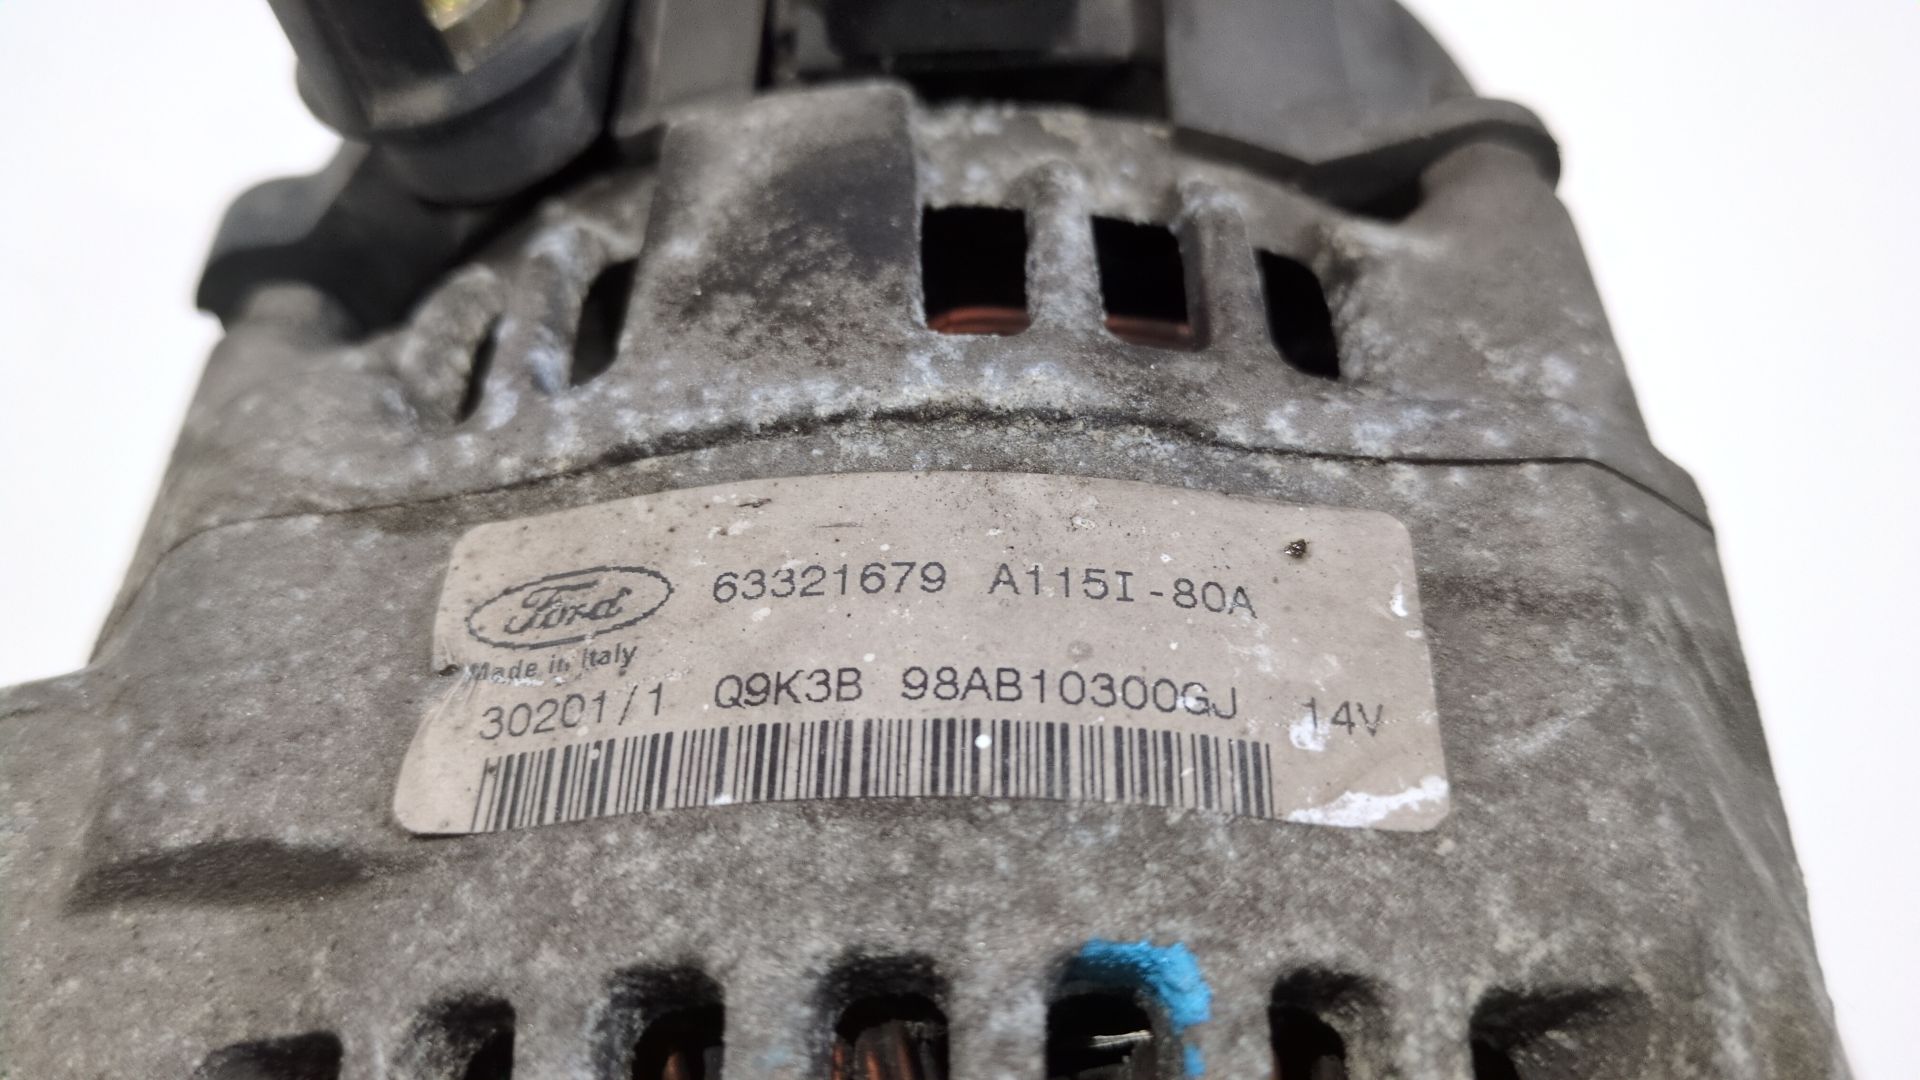 Ford 63321679 A115I-80A
Made in Italy
30201/1 Q9K3B 98AB10300GJ 14V